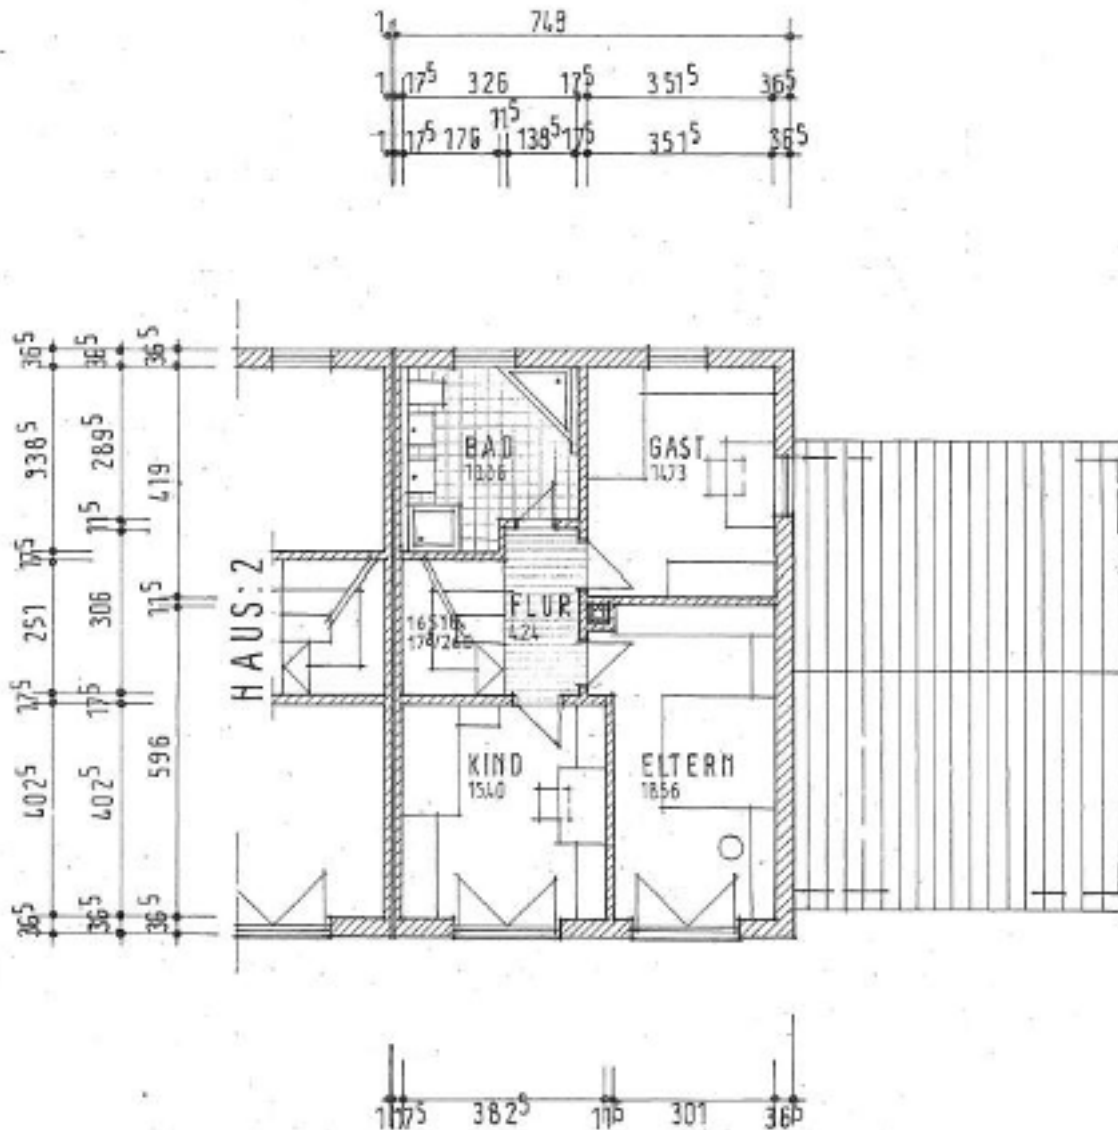 1 749
1 17⁵ 326 17⁵ 351⁵ 36⁵
11⁵
1 17⁵ 176 138⁵ 17⁵ 351⁵ 36⁵
36⁵ 36⁵ 36⁵
338⁵ 289⁵ 419
11⁵
17⁵
251 306 11⁵
17⁵ 17⁵
402⁵ 402⁵ 596
36⁵ 36⁵ 36⁵
HAUS: 2
BAD
10.06
GAST
14.73
FLUR
4.24
KIND
15.40
ELTERN
18.56
1 17⁵ 382⁵ 11⁵ 301 36⁵